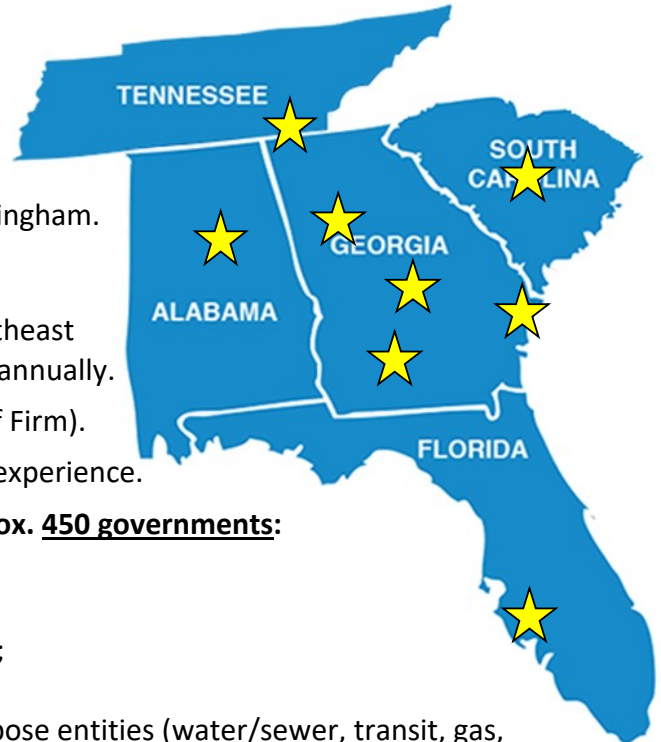 TENNESSEE
SOUTH
CAROLINA
ingham.
GEORGIA
ALABAMA
theast
annually.
f Firm).
FLORIDA
experience.
ox. 450 governments:
;
pose entities (water/sewer, transit, gas,